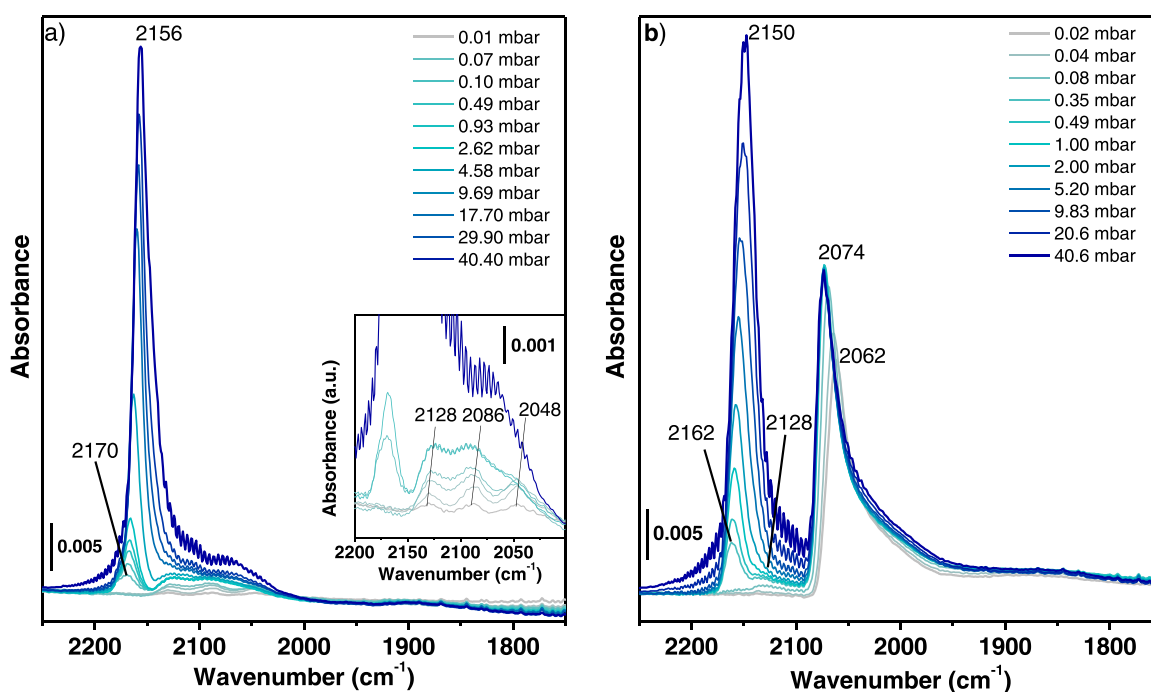 a)
2156
0.01 mbar
0.07 mbar
0.10 mbar
0.49 mbar
0.93 mbar
2.62 mbar
4.58 mbar
9.69 mbar
17.70 mbar
29.90 mbar
40.40 mbar
2170
0.005
Absorbance
2200 2100 2000 1900 1800
Wavenumber (cm⁻¹)
0.001
2128 2086 2048
Absorbance (a.u.)
2200 2150 2100 2050
Wavenumber (cm⁻¹)
b)
2150
0.02 mbar
0.04 mbar
0.08 mbar
0.35 mbar
0.49 mbar
1.00 mbar
2.00 mbar
5.20 mbar
9.83 mbar
20.6 mbar
40.6 mbar
2074
2062
2162
2128
0.005
Absorbance
2200 2100 2000 1900 1800
Wavenumber (cm⁻¹)